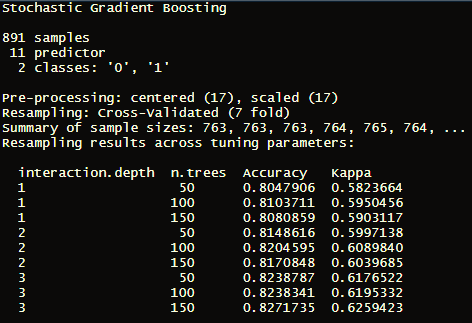 Stochastic Gradient Boosting
891 samples
11 predictor
2 classes: '0', '1'
Pre-processing: centered (17), scaled (17)
Resampling: Cross-Validated (7 fold)
Summary of sample sizes: 763, 763, 763, 764, 765, 764, ...
Resampling results across tuning parameters:
interaction.depth n.trees Accuracy Kappa
1 50 0.8047906 0.5823664
1 100 0.8103711 0.5950456
1 150 0.8080859 0.5903117
2 50 0.8148616 0.5997138
2 100 0.8204595 0.6089840
2 150 0.8170848 0.6039685
3 50 0.8238787 0.6176522
3 100 0.8238341 0.6195332
3 150 0.8271735 0.6259423